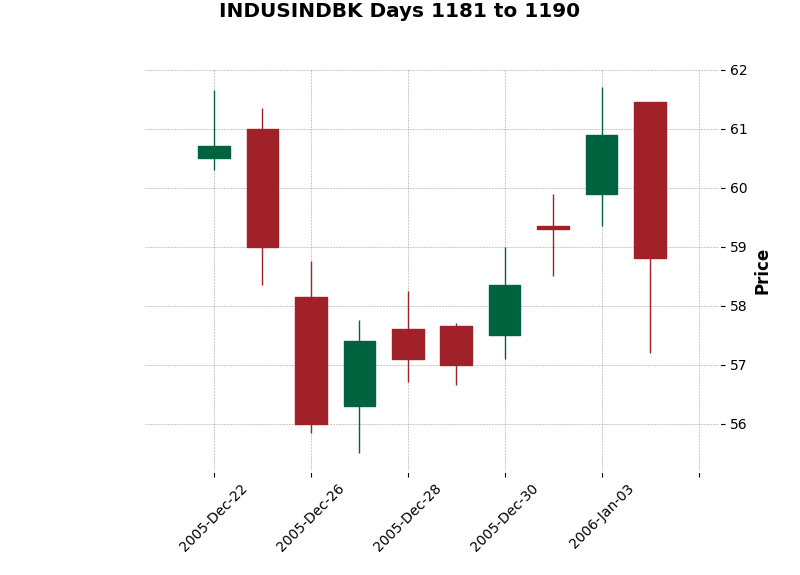 INDUSINDBK Days 1181 to 1190
62
61
60
59
58
57
56
Price
2005-Dec-22
2005-Dec-26
2005-Dec-28
2005-Dec-30
2006-Jan-03